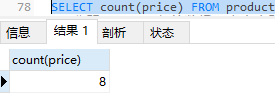 78 SELECT count(price) FROM product
信息 结果 1 剖析 状态
count(price)
8